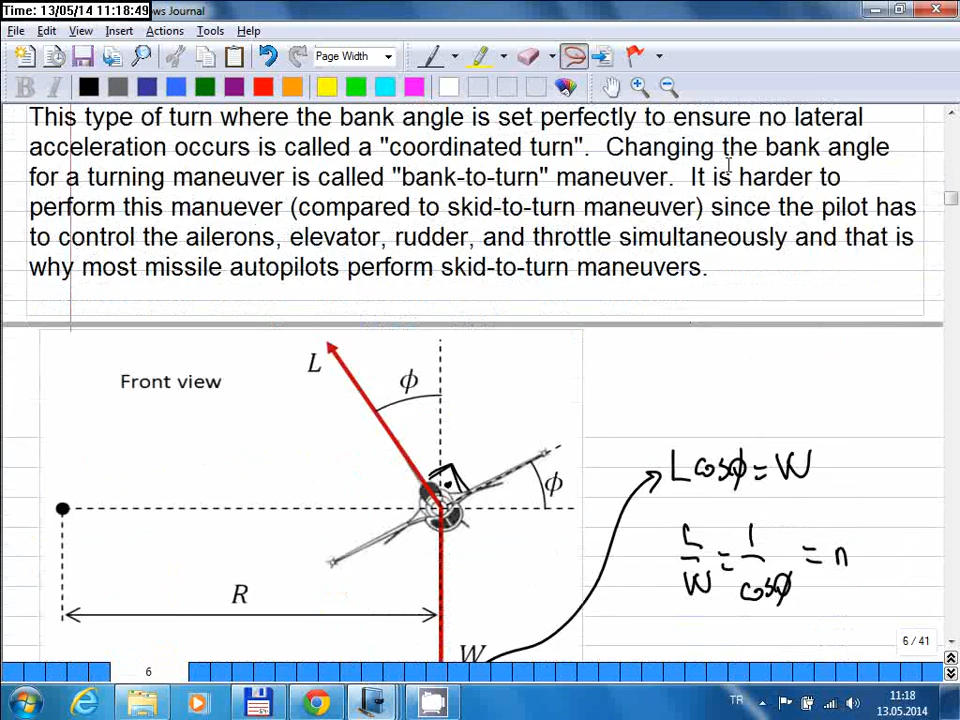 Time: 13/05/14 11:18:49 ows Journal
File Edit View Insert Actions Tools Help
Page Width
B I
This type of turn where the bank angle is set perfectly to ensure no lateral
acceleration occurs is called a "coordinated turn". Changing the bank angle
for a turning maneuver is called "bank-to-turn" maneuver. It is harder to
perform this manuever (compared to skid-to-turn maneuver) since the pilot has
to control the ailerons, elevator, rudder, and throttle simultaneously and that is
why most missile autopilots perform skid-to-turn maneuvers.
Front view
L
ϕ
ϕ
R
W
L cosϕ = W
L/W = 1/cosϕ = n
6 / 41
6
TR
11:18
13.05.2014